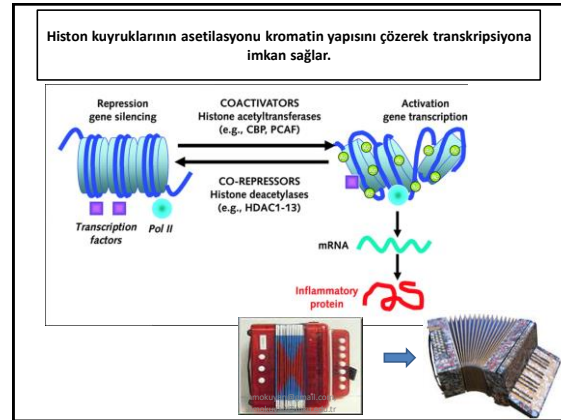 Histon kuyruklarının asetilasyonu kromatin yapısını çözerek transkripsiyona
imkan sağlar.
Repression
gene silencing
COACTIVATORS
Histone acetyltransferases
(e.g., CBP, PCAF)
Activation
gene transcription
CO-REPRESSORS
Histone deacetylases
(e.g., HDAC1-13)
Transcription
factors
Pol II
mRNA
Inflammatory
protein